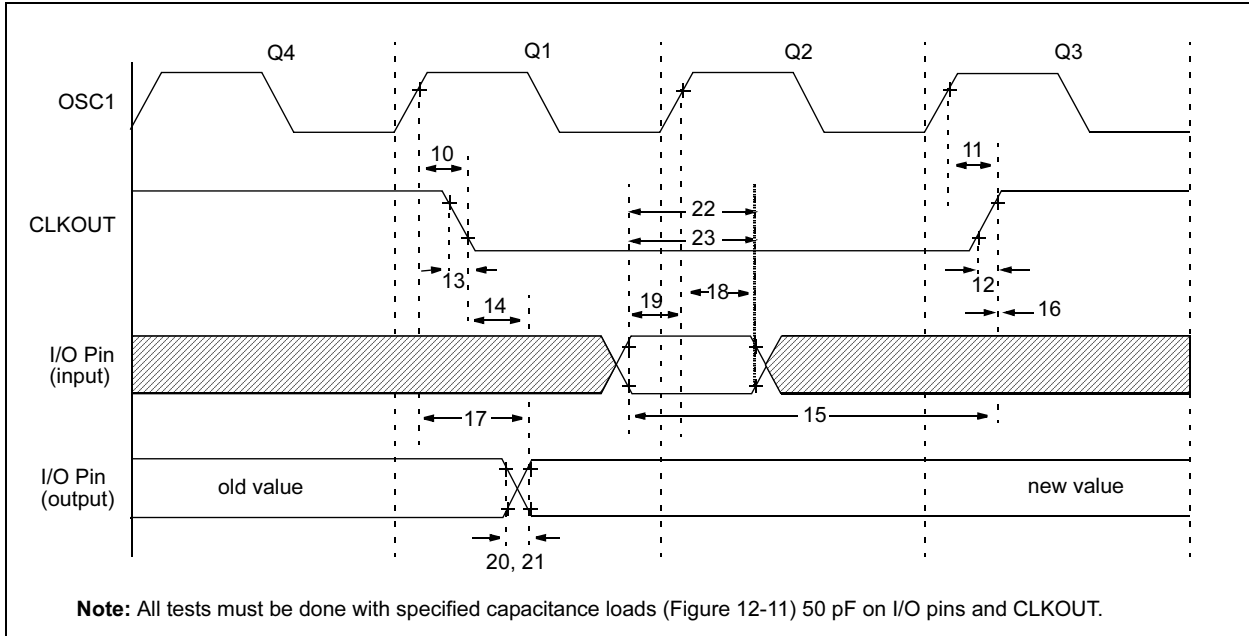 Q4 Q1 Q2 Q3
OSC1
10 11
CLKOUT
22
23
13 12
14 19 18 16
I/O Pin
(input)
17 15
I/O Pin
(output)
old value new value
20, 21
Note: All tests must be done with specified capacitance loads (Figure 12-11) 50 pF on I/O pins and CLKOUT.